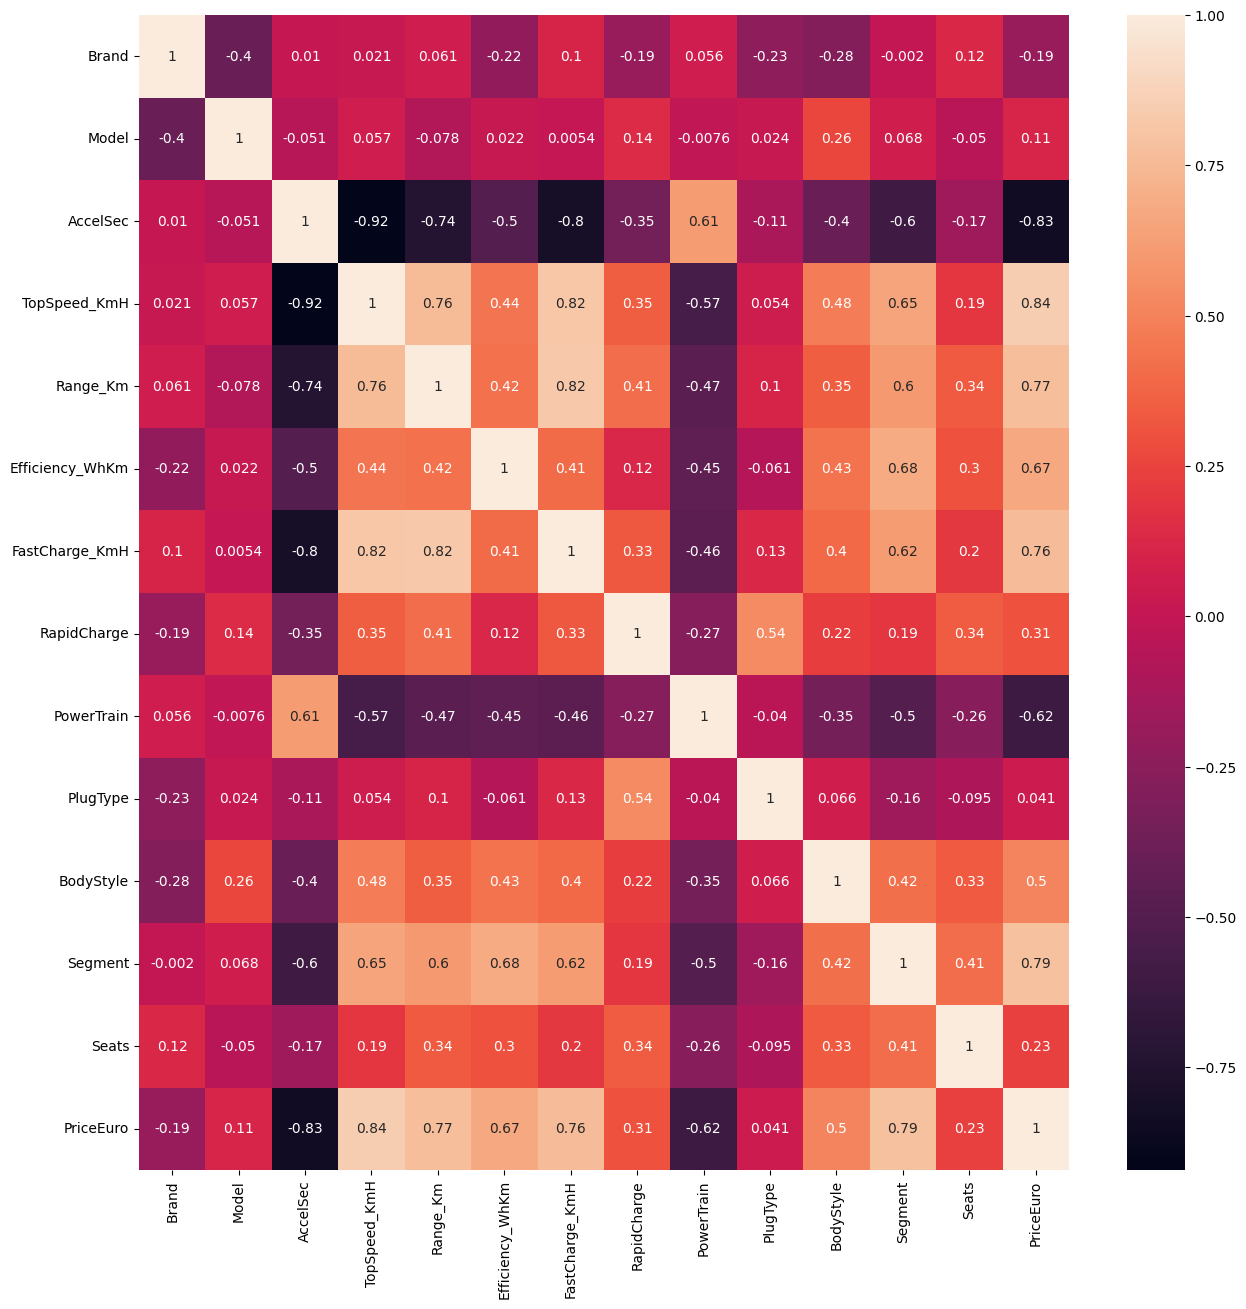 Brand 1 -0.4 0.01 0.021 0.061 -0.22 0.1 -0.19 0.056 -0.23 -0.28 -0.002 0.12 -0.19
Model -0.4 1 -0.051 0.057 -0.078 0.022 0.0054 0.14 -0.0076 0.024 0.26 0.068 -0.05 0.11
AccelSec 0.01 -0.051 1 -0.92 -0.74 -0.5 -0.8 -0.35 0.61 -0.11 -0.4 -0.6 -0.17 -0.83
TopSpeed_KmH 0.021 0.057 -0.92 1 0.76 0.44 0.82 0.35 -0.57 0.054 0.48 0.65 0.19 0.84
Range_Km 0.061 -0.078 -0.74 0.76 1 0.42 0.82 0.41 -0.47 0.1 0.35 0.6 0.34 0.77
Efficiency_WhKm -0.22 0.022 -0.5 0.44 0.42 1 0.41 0.12 -0.45 -0.061 0.43 0.68 0.3 0.67
FastCharge_KmH 0.1 0.0054 -0.8 0.82 0.82 0.41 1 0.33 -0.46 0.13 0.4 0.62 0.2 0.76
RapidCharge -0.19 0.14 -0.35 0.35 0.41 0.12 0.33 1 -0.27 0.54 0.22 0.19 0.34 0.31
PowerTrain 0.056 -0.0076 0.61 -0.57 -0.47 -0.45 -0.46 -0.27 1 -0.04 -0.35 -0.5 -0.26 -0.62
PlugType -0.23 0.024 -0.11 0.054 0.1 -0.061 0.13 0.54 -0.04 1 0.066 -0.16 -0.095 0.041
BodyStyle -0.28 0.26 -0.4 0.48 0.35 0.43 0.4 0.22 -0.35 0.066 1 0.42 0.33 0.5
Segment -0.002 0.068 -0.6 0.65 0.6 0.68 0.62 0.19 -0.5 -0.16 0.42 1 0.41 0.79
Seats 0.12 -0.05 -0.17 0.19 0.34 0.3 0.2 0.34 -0.26 -0.095 0.33 0.41 1 0.23
PriceEuro -0.19 0.11 -0.83 0.84 0.77 0.67 0.76 0.31 -0.62 0.041 0.5 0.79 0.23 1
Brand
Model
AccelSec
TopSpeed_KmH
Range_Km
Efficiency_WhKm
FastCharge_KmH
RapidCharge
PowerTrain
PlugType
BodyStyle
Segment
Seats
PriceEuro
1.00
0.75
0.50
0.25
0.00
−0.25
−0.50
−0.75